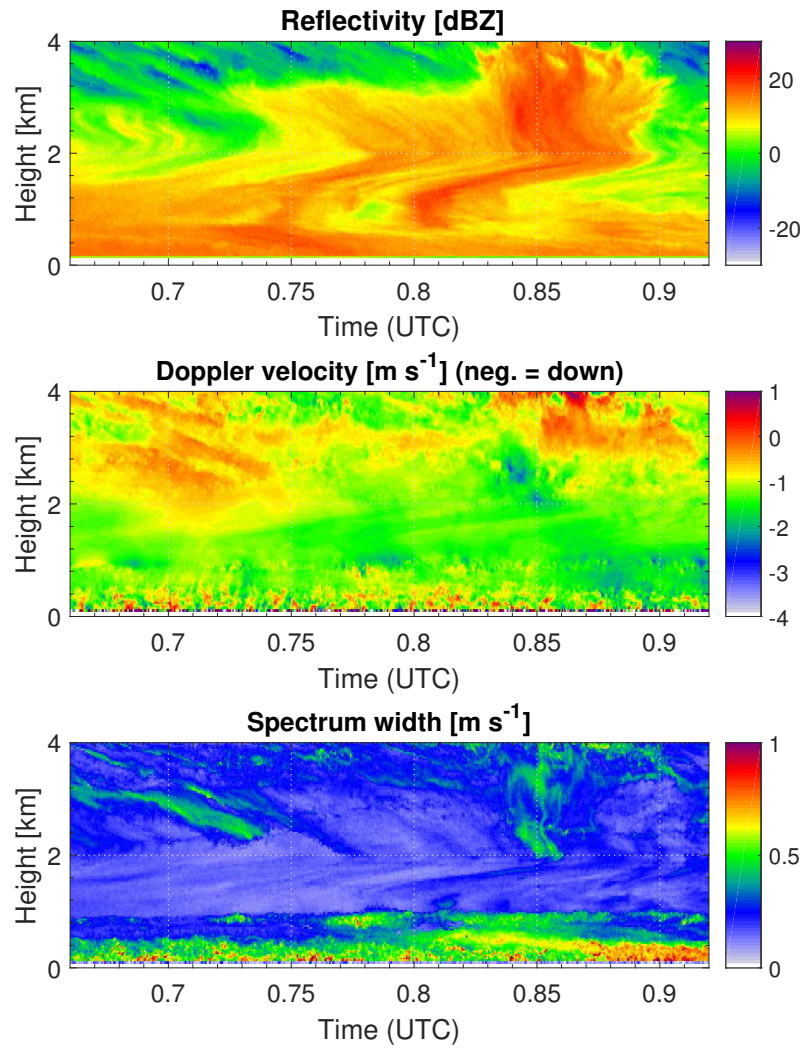 Reflectivity [dBZ]
4
2
0
Height [km]
20
0
-20
0.7 0.75 0.8 0.85 0.9
Time (UTC)
Doppler velocity [m s⁻¹] (neg. = down)
4
2
0
Height [km]
1
0
-1
-2
-3
-4
0.7 0.75 0.8 0.85 0.9
Time (UTC)
Spectrum width [m s⁻¹]
4
2
0
Height [km]
1
0.5
0
0.7 0.75 0.8 0.85 0.9
Time (UTC)